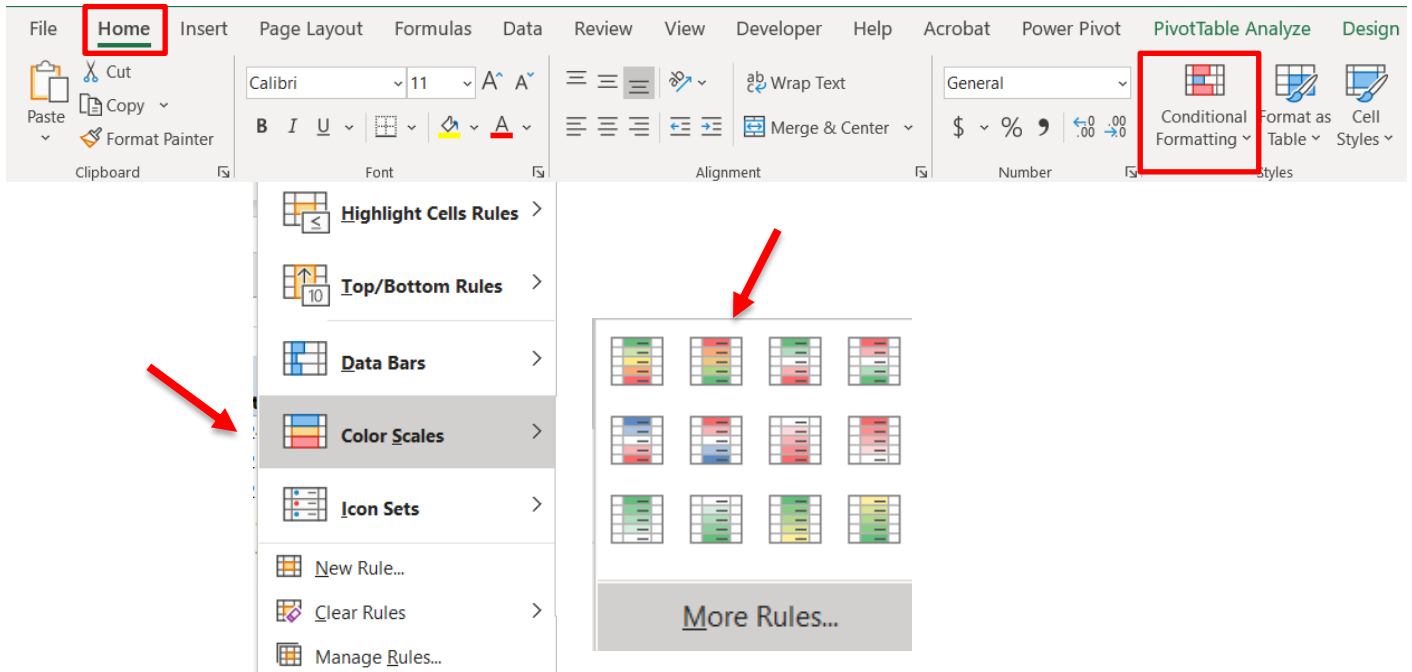 File Home Insert Page Layout Formulas Data Review View Developer Help Acrobat Power Pivot PivotTable Analyze Design
Cut
Copy
Format Painter
Paste
Clipboard
Calibri 11 A^ Aˇ
B I U A
Font
ab Wrap Text
Merge & Center
Alignment
General
$ % 9 .00 .00
Number
Conditional Formatting
Format as Table
Cell Styles
Styles
Highlight Cells Rules
10 Top/Bottom Rules
Data Bars
Color Scales
Icon Sets
New Rule...
Clear Rules
Manage Rules...
More Rules...